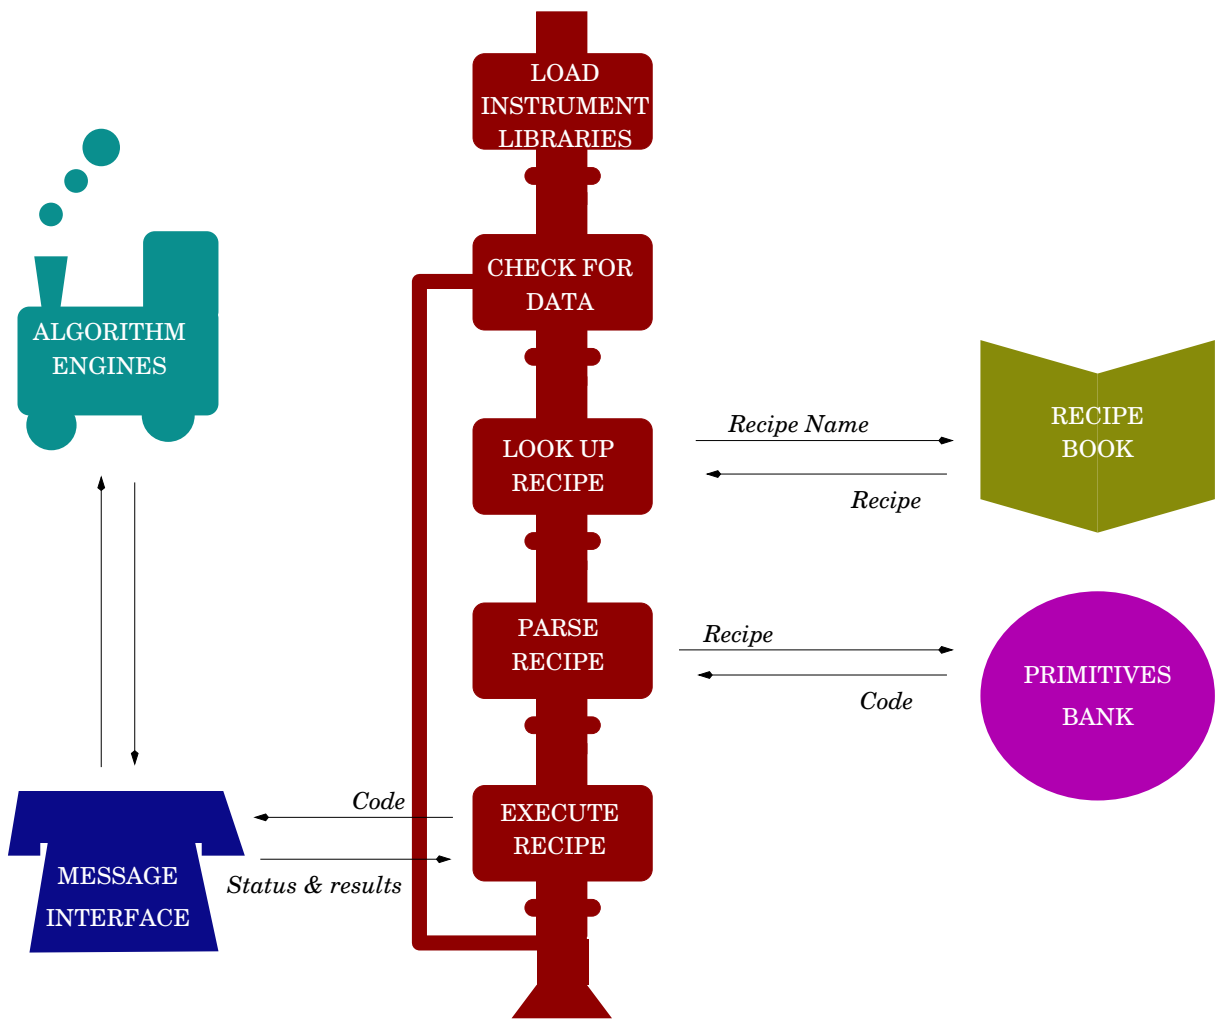 LOAD
INSTRUMENT
LIBRARIES
CHECK FOR
DATA
ALGORITHM
ENGINES
LOOK UP
RECIPE
Recipe Name
Recipe
RECIPE
BOOK
PARSE
RECIPE
Recipe
Code
PRIMITIVES
BANK
EXECUTE
RECIPE
Code
Status & results
MESSAGE
INTERFACE